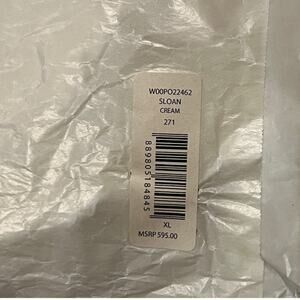 W00PO22462
SLOAN
CREAM
271
889805184845
XL
MSRP 595.00